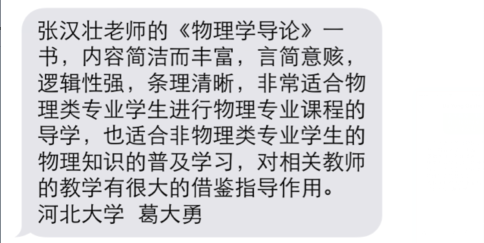 张汉壮老师的《物理学导论》一
书，内容简洁而丰富，言简意赅，
逻辑性强，条理清晰，非常适合物
理类专业学生进行物理专业课程的
导学，也适合非物理类专业学生的
物理知识的普及学习，对相关教师
的教学有很大的借鉴指导作用。
河北大学 葛大勇